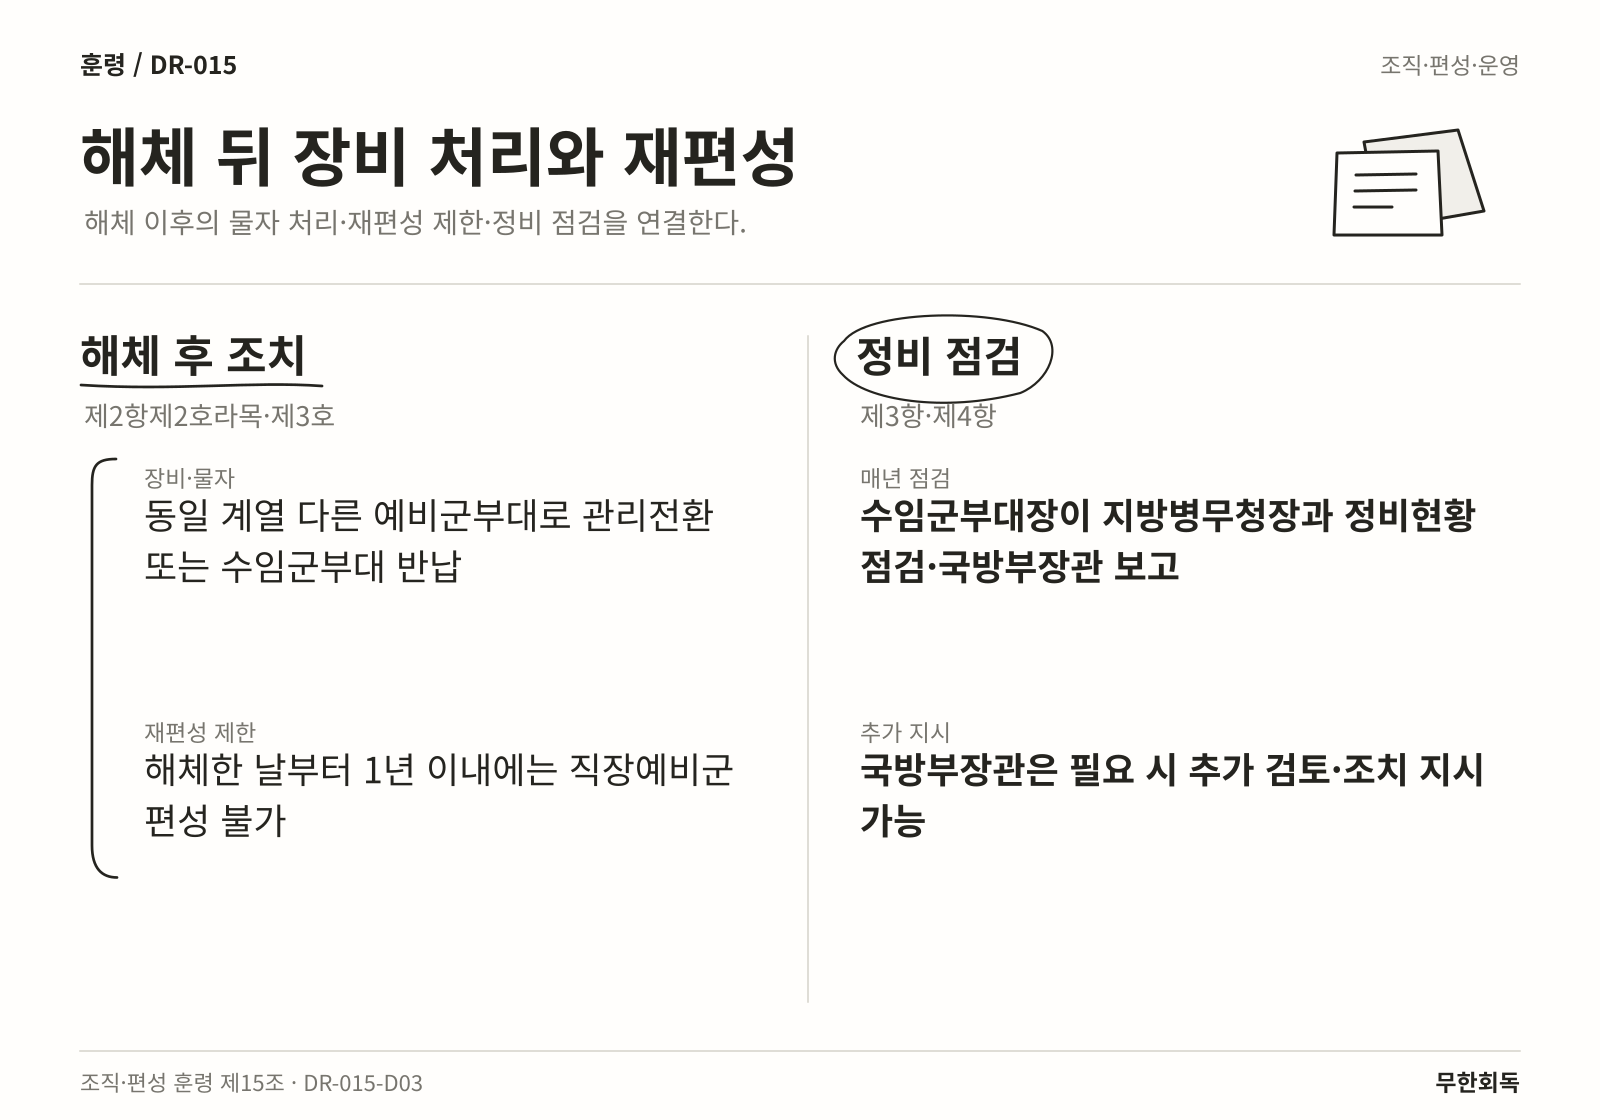 훈령 / DR-015
조직·편성·운영
해체 뒤 장비 처리와 재편성
해체 이후의 물자 처리·재편성 제한·정비 점검을 연결한다.
해체 후 조치
제2항제2호라목·제3호
장비·물자
동일 계열 다른 예비군부대로 관리전환
또는 수임군부대 반납
재편성 제한
해체한 날부터 1년 이내에는 직장예비군
편성 불가
정비 점검
제3항·제4항
매년 점검
수임군부대장이 지방병무청장과 정비현황
점검·국방부장관 보고
추가 지시
국방부장관은 필요 시 추가 검토·조치 지시
가능
조직·편성 훈령 제15조 · DR-015-D03
무한회독